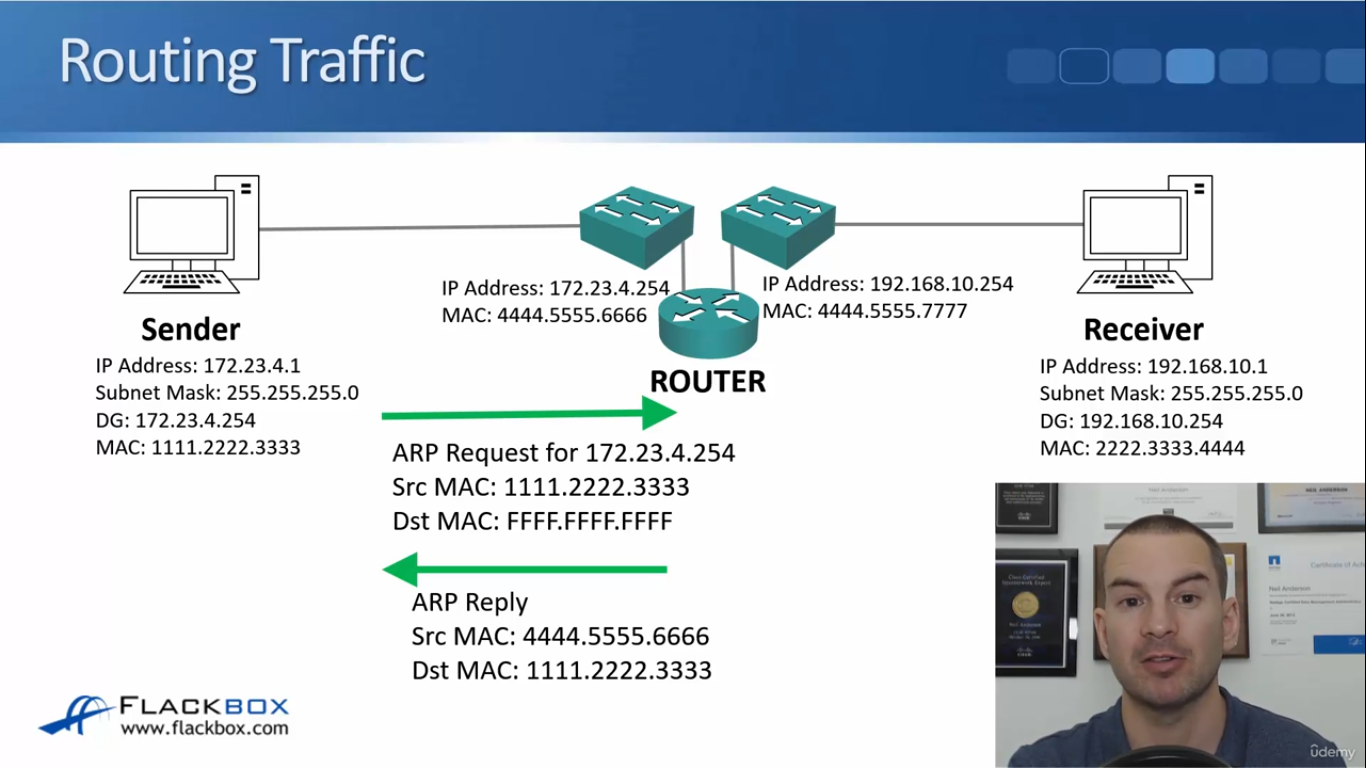 Routing Traffic
IP Address: 172.23.4.254
MAC: 4444.5555.6666
IP Address: 192.168.10.254
MAC: 4444.5555.7777
ROUTER
Sender
IP Address: 172.23.4.1
Subnet Mask: 255.255.255.0
DG: 172.23.4.254
MAC: 1111.2222.3333
Receiver
IP Address: 192.168.10.1
Subnet Mask: 255.255.255.0
DG: 192.168.10.254
MAC: 2222.3333.4444
ARP Request for 172.23.4.254
Src MAC: 1111.2222.3333
Dst MAC: FFFF.FFFF.FFFF
ARP Reply
Src MAC: 4444.5555.6666
Dst MAC: 1111.2222.3333
FLACKBOX
www.flackbox.com
NEIL ANDERSON
Neil Anderson
ûdemy